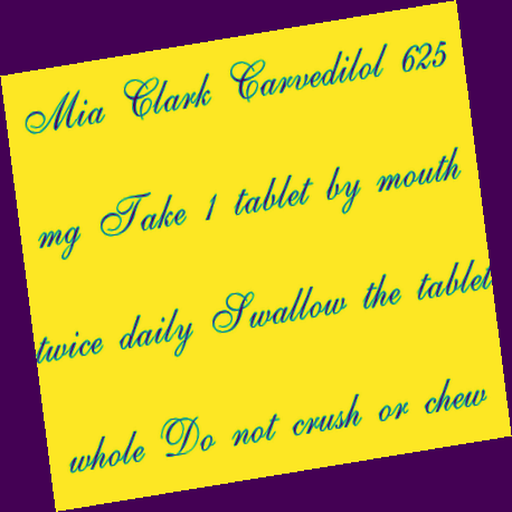 Mia Clark Carvedilol 625
mg Take 1 tablet by mouth
twice daily Swallow the tablet
whole Do not crush or chew